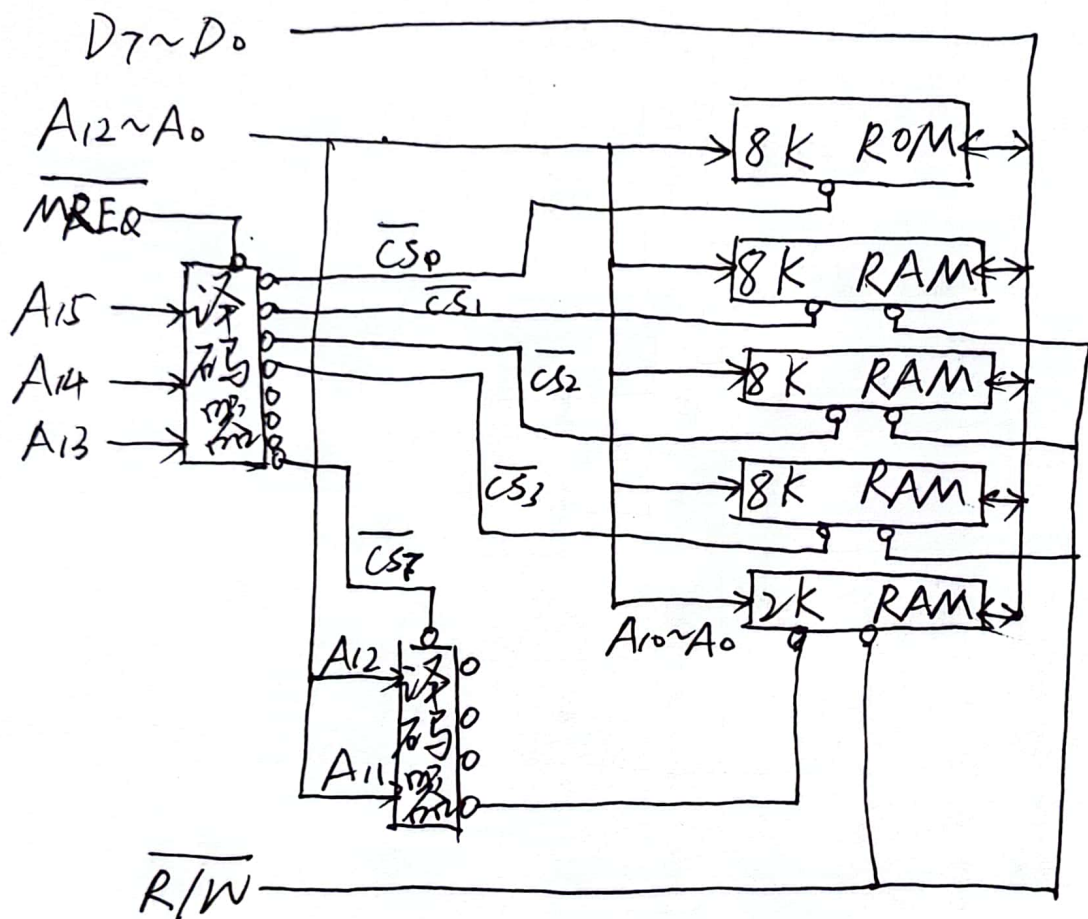 D7~D0
A12~A0
8K ROM
MREQ
CS0
8K RAM
CS1
A15
译码器
A14
CS2
8K RAM
A13
CS3
8K RAM
CS7
2K RAM
A10~A0
A12
译码器
A11
R/W